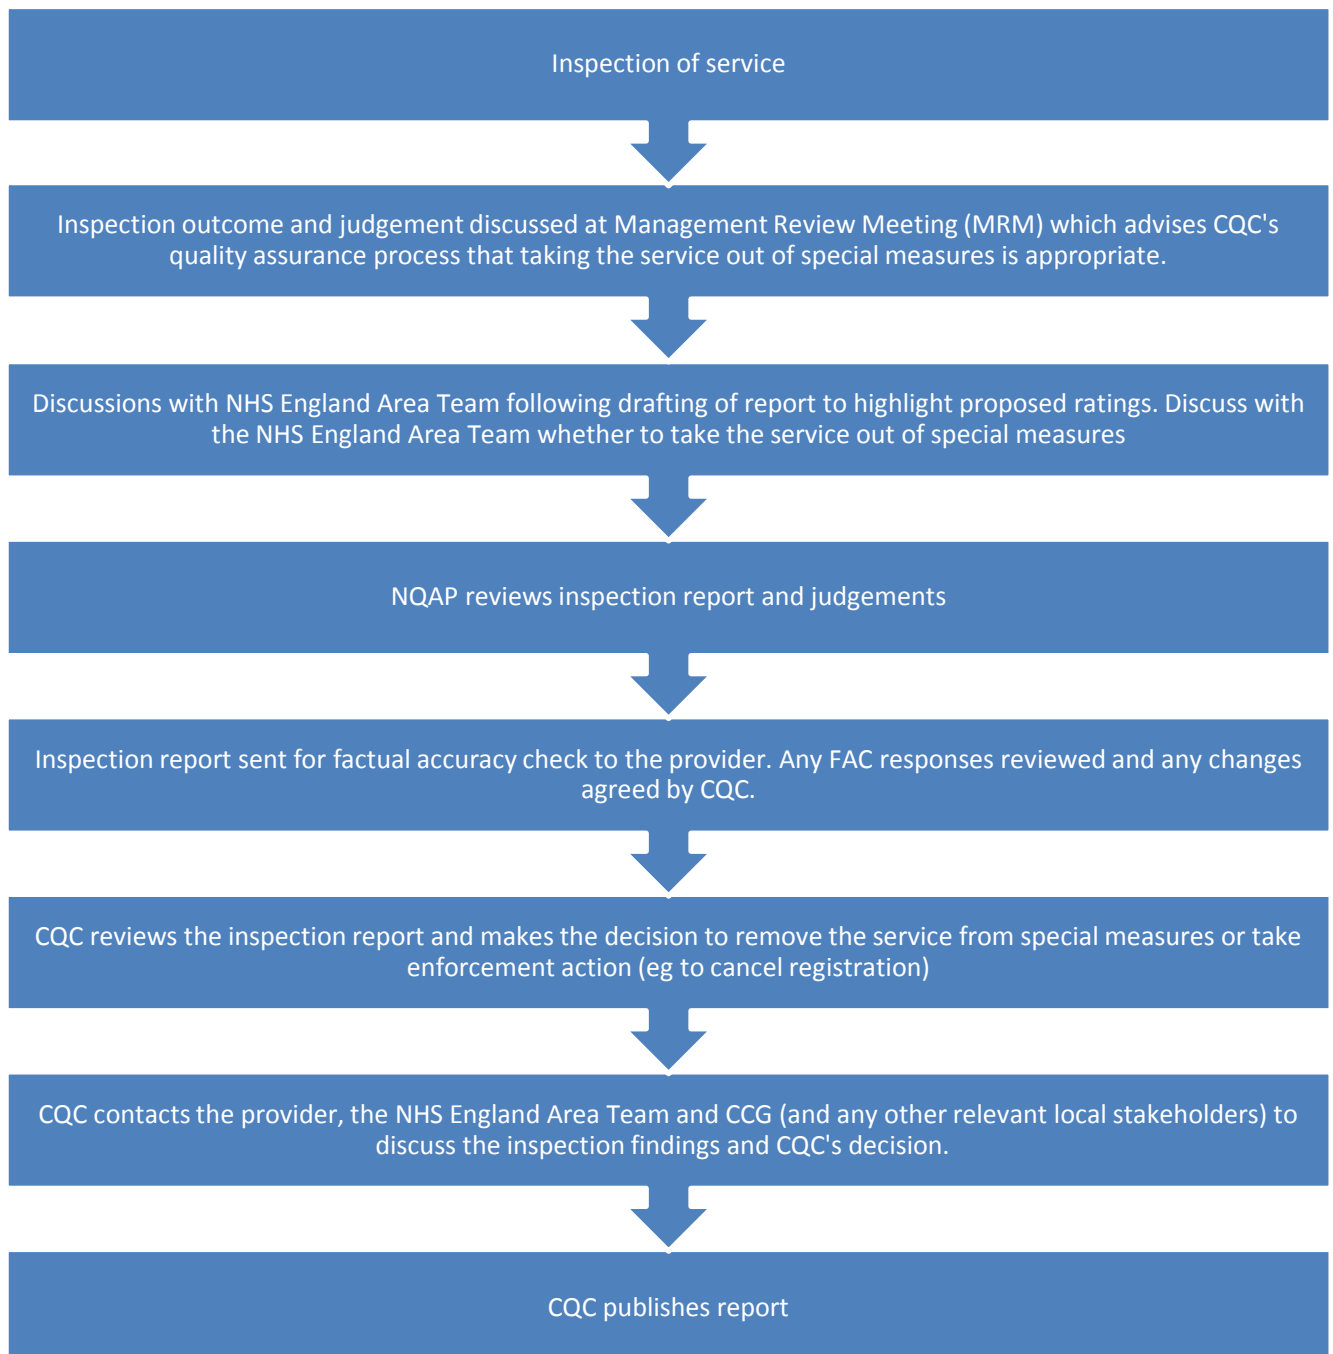 Inspection of service
Inspection outcome and judgement discussed at Management Review Meeting (MRM) which advises CQC's
quality assurance process that taking the service out of special measures is appropriate.
Discussions with NHS England Area Team following drafting of report to highlight proposed ratings. Discuss with
the NHS England Area Team whether to take the service out of special measures
NQAP reviews inspection report and judgements
Inspection report sent for factual accuracy check to the provider. Any FAC responses reviewed and any changes
agreed by CQC.
CQC reviews the inspection report and makes the decision to remove the service from special measures or take
enforcement action (eg to cancel registration)
CQC contacts the provider, the NHS England Area Team and CCG (and any other relevant local stakeholders) to
discuss the inspection findings and CQC's decision.
CQC publishes report